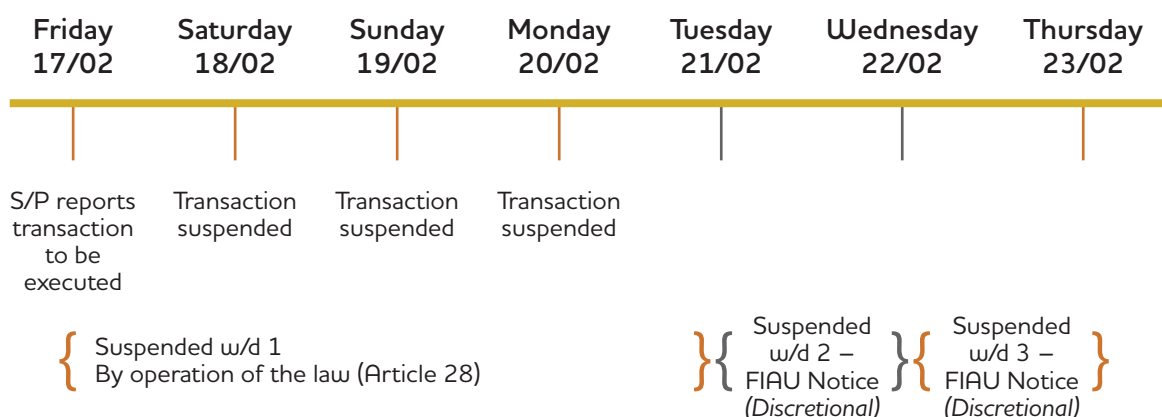 Friday
17/02
Saturday
18/02
Sunday
19/02
Monday
20/02
Tuesday
21/02
Wednesday
22/02
Thursday
23/02
S/P reports
transaction
to be
executed
Transaction
suspended
Transaction
suspended
Transaction
suspended
Suspended w/d 1
By operation of the law (Article 28)
Suspended
w/d 2 –
FIAU Notice
(Discretional)
Suspended
w/d 3 –
FIAU Notice
(Discretional)